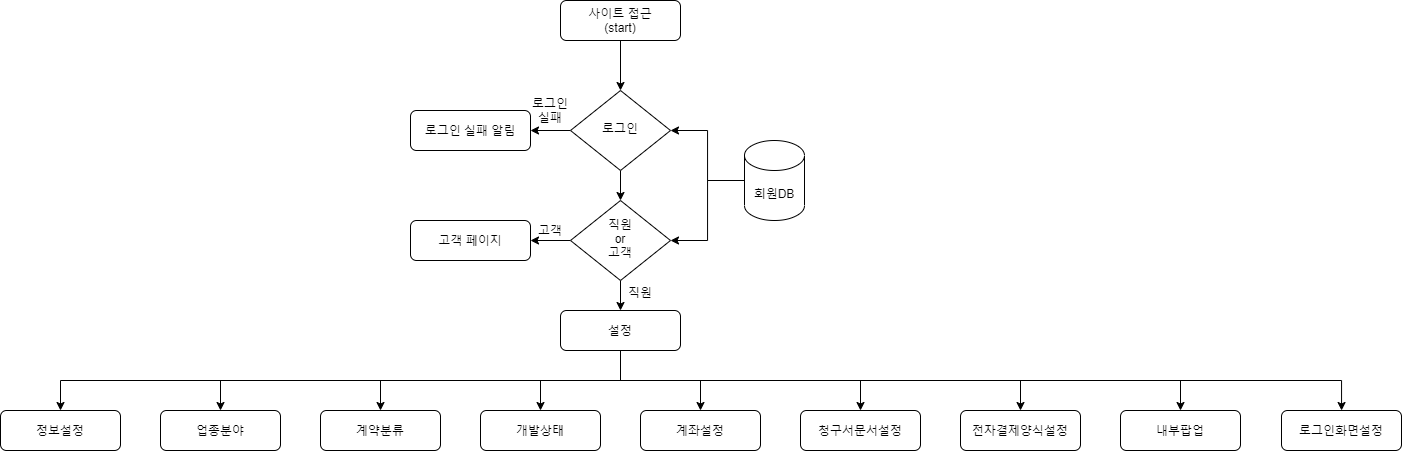 사이트 접근
(start)
로그인
실패
로그인 실패 알림
로그인
회원DB
고객 페이지
고객
직원
or
고객
직원
설정
정보설정
업종분야
계약분류
개발상태
계좌설정
청구서문서설정
전자결제양식설정
내부팝업
로그인화면설정